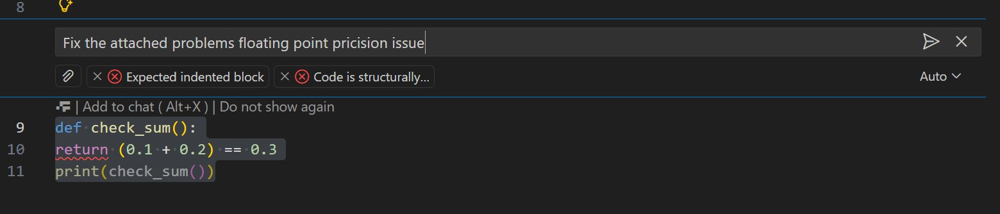 8
Fix the attached problems floating point pricision issue
Expected indented block Code is structurally... Auto
| Add to chat ( Alt+X ) | Do not show again
9 def check_sum():
10 return (0.1 + 0.2) == 0.3
11 print(check_sum())